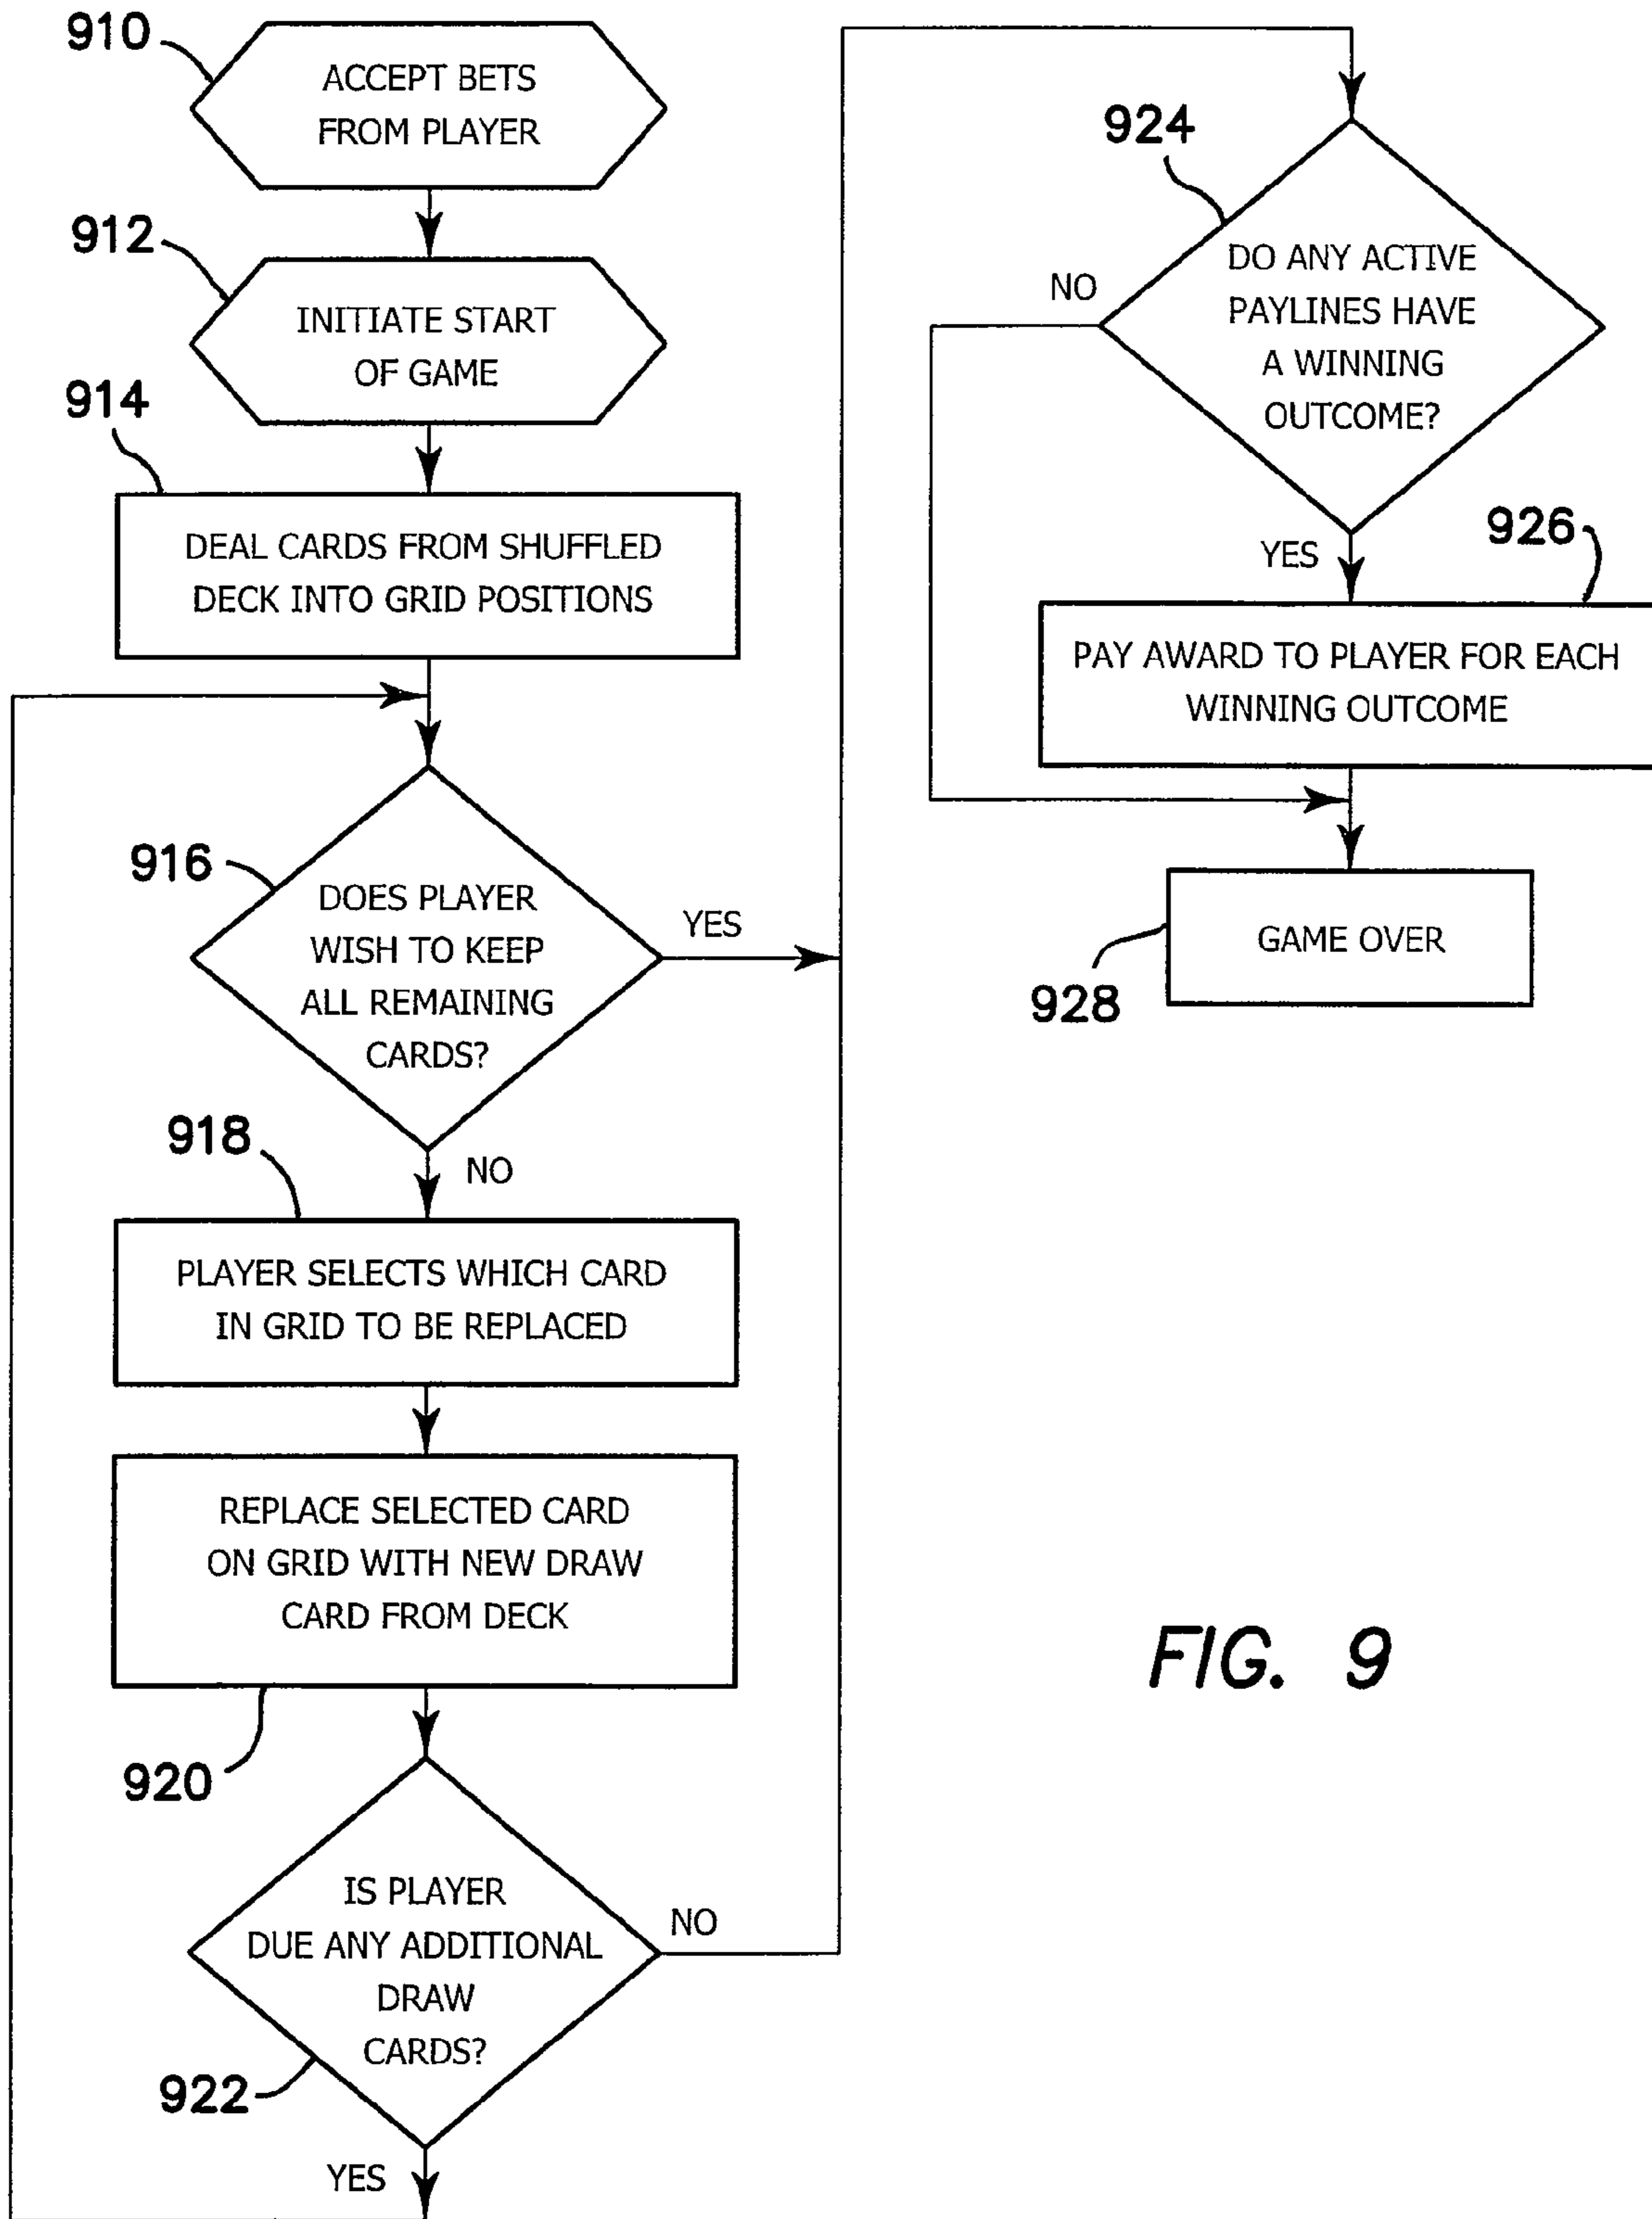 910
ACCEPT BETS
FROM PLAYER
912
INITIATE START
OF GAME
914
DEAL CARDS FROM SHUFFLED
DECK INTO GRID POSITIONS
916
DOES PLAYER
WISH TO KEEP
ALL REMAINING
CARDS?
YES
NO
918
PLAYER SELECTS WHICH CARD
IN GRID TO BE REPLACED
REPLACE SELECTED CARD
ON GRID WITH NEW DRAW
CARD FROM DECK
920
IS PLAYER
DUE ANY ADDITIONAL
DRAW
CARDS?
NO
922
YES
924
DO ANY ACTIVE
PAYLINES HAVE
A WINNING
OUTCOME?
NO
YES
926
PAY AWARD TO PLAYER FOR EACH
WINNING OUTCOME
GAME OVER
928
FIG. 9